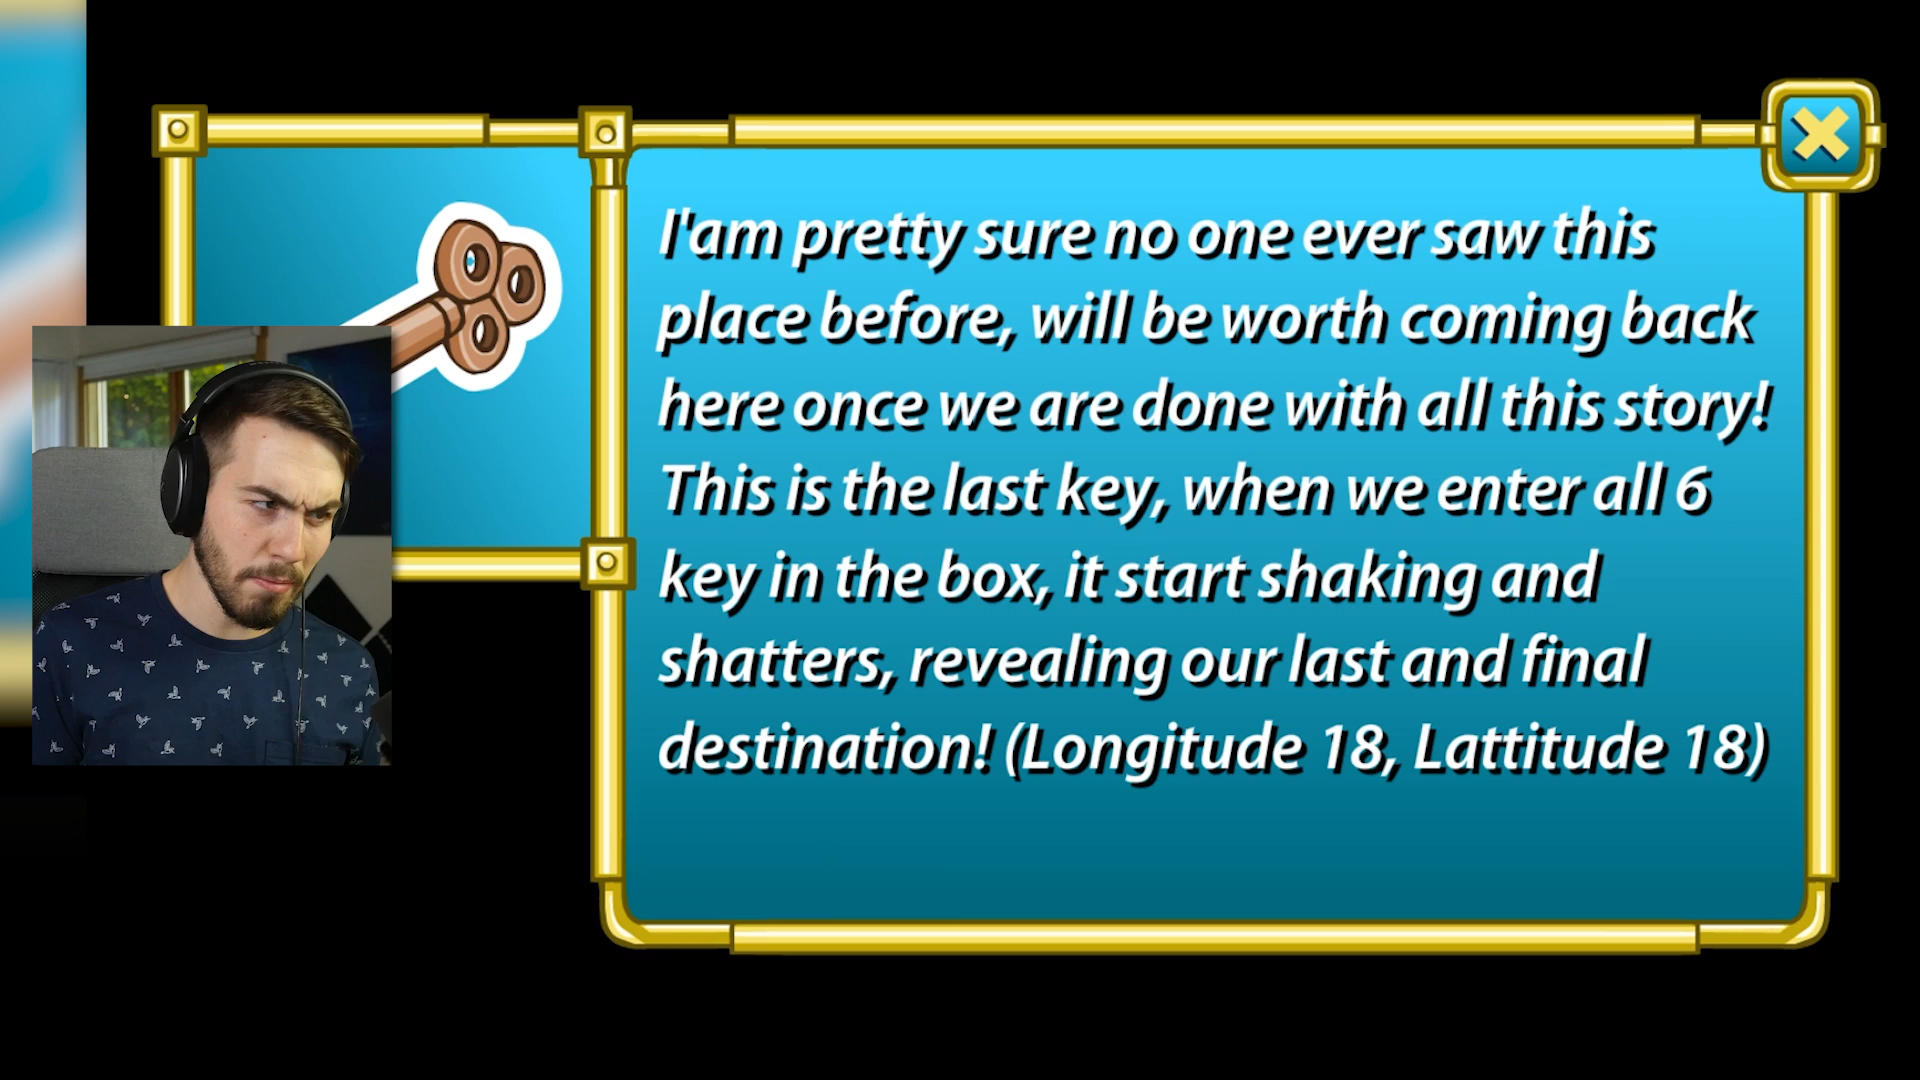 I'am pretty sure no one ever saw this
place before, will be worth coming back
here once we are done with all this story!
This is the last key, when we enter all 6
key in the box, it start shaking and
shatters, revealing our last and final
destination! (Longitude 18, Lattitude 18)